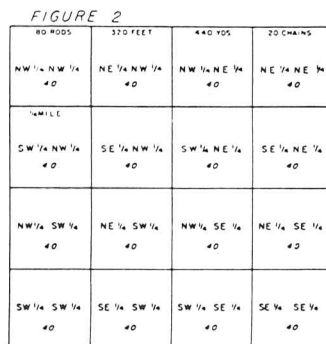 FIGURE 2
80 RODS 320 FEET 440 YDS 20 CHAINS
NW 1/4 NW 1/4 NE 1/4 NW 1/4 NW 1/4 NE 1/4 NE 1/4 NE 1/4
40 40 40 40
1/4 MILE
SW 1/4 NW 1/4 SE 1/4 NW 1/4 SW 1/4 NE 1/4 SE 1/4 NE 1/4
40 40 40 40
NW 1/4 SW 1/4 NE 1/4 SW 1/4 NW 1/4 SE 1/4 NE 1/4 SE 1/4
40 40 40 40
SW 1/4 SW 1/4 SE 1/4 SW 1/4 SW 1/4 SE 1/4 SE 1/4 SE 1/4
40 40 40 40